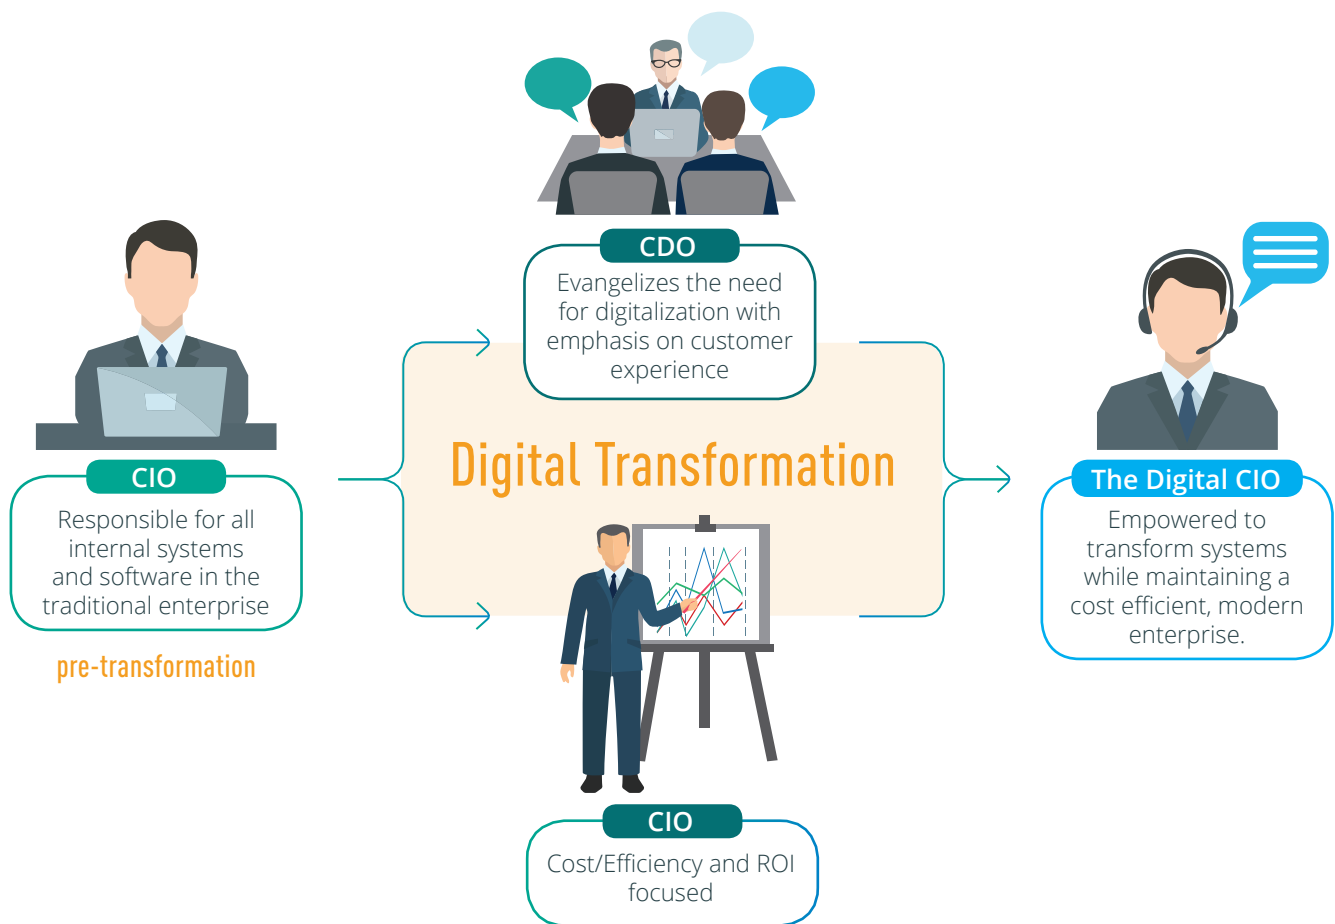 CDO
Evangelizes the need
for digitalization with
emphasis on customer
experience
CIO
Responsible for all
internal systems
and software in the
traditional enterprise
pre-transformation
Digital Transformation
The Digital CIO
Empowered to
transform systems
while maintaining a
cost efficient, modern
enterprise.
CIO
Cost/Efficiency and ROI
focused